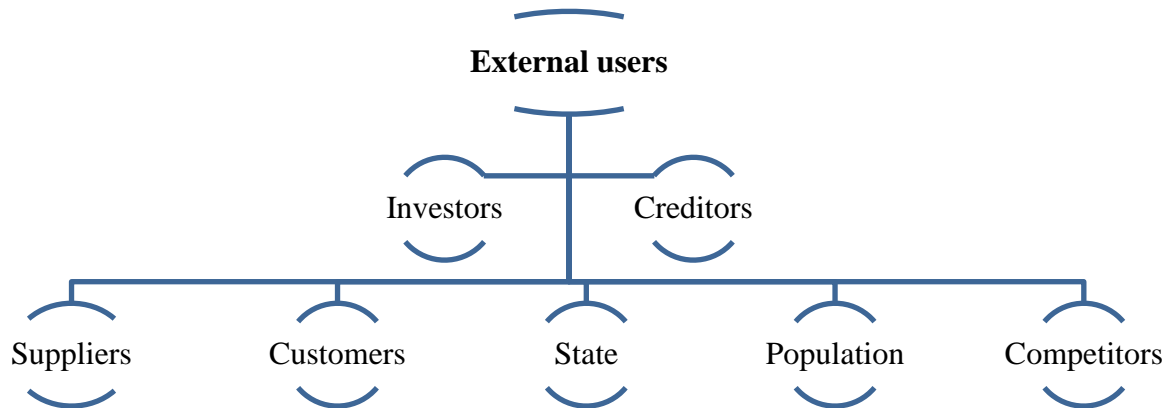 External users
Investors
Creditors
Suppliers
Customers
State
Population
Competitors